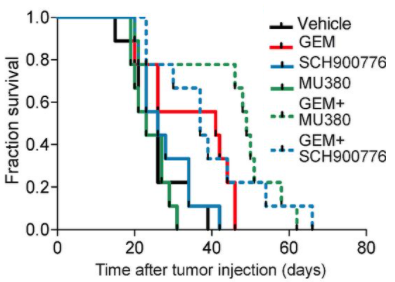 Fraction survival
1.0
0.8
0.6
0.4
0.2
0.0
0
20
40
60
80
Time after tumor injection (days)
Vehicle
GEM
SCH900776
MU380
GEM+
MU380
GEM+
SCH900776